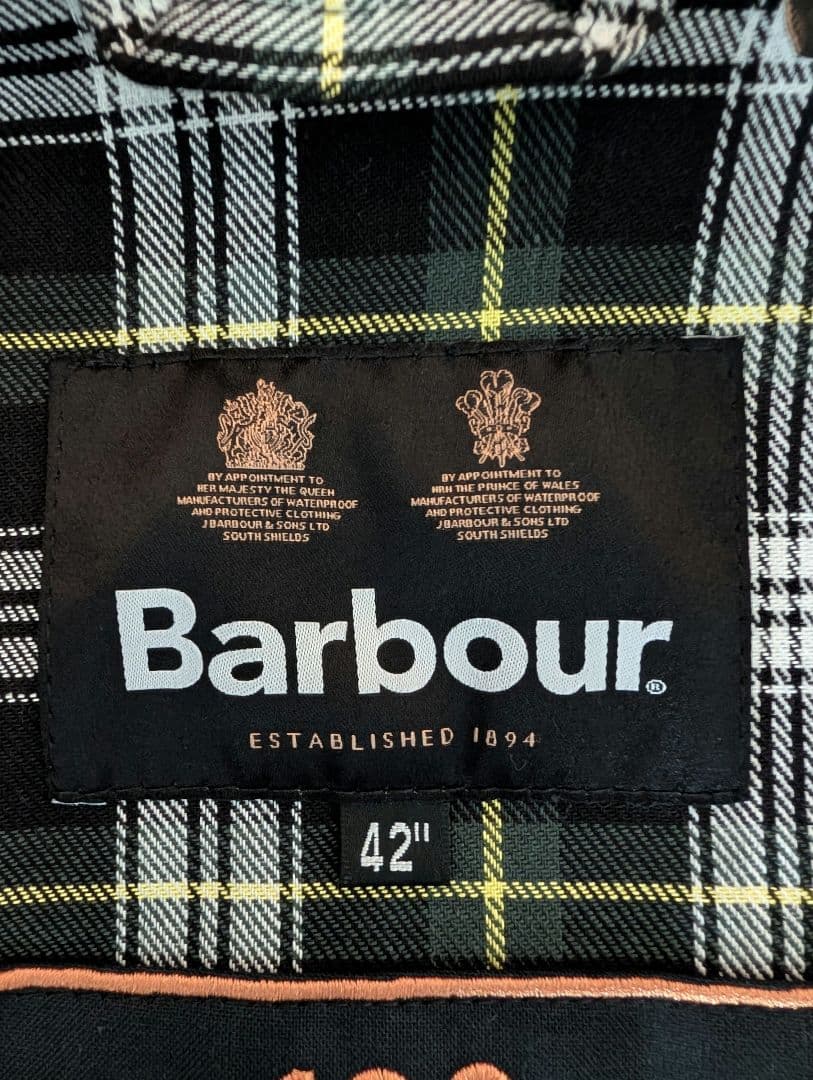 BY APPOINTMENT TO
HER MAJESTY THE QUEEN
MANUFACTURERS OF WATERPROOF
AND PROTECTIVE CLOTHING
J BARBOUR & SONS LTD
SOUTH SHIELDS
BY APPOINTMENT TO
HRH THE PRINCE OF WALES
MANUFACTURERS OF WATERPROOF
AND PROTECTIVE CLOTHING
J BARBOUR & SONS LTD
SOUTH SHIELDS
Barbour®
ESTABLISHED 1894
42"